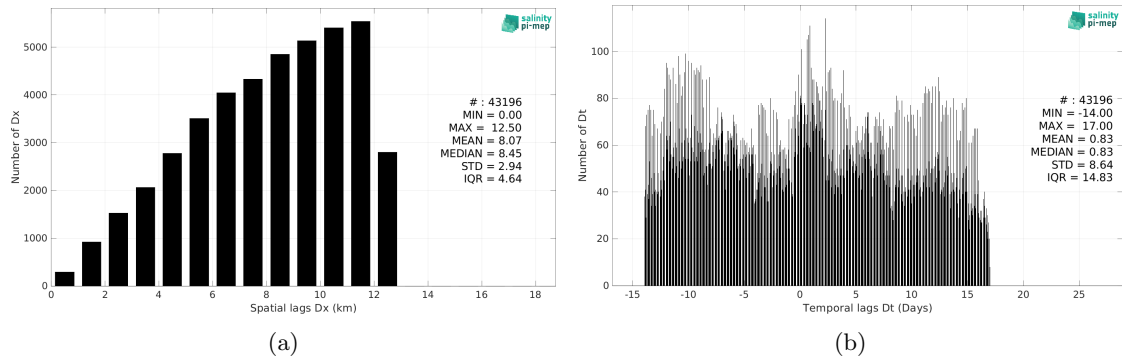 salinity
pi-mep
Number of Dx
5000
4000
3000
2000
1000
0
# : 43196
MIN = 0.00
MAX = 12.50
MEAN = 8.07
MEDIAN = 8.45
STD = 2.94
IQR = 4.64
0 2 4 6 8 10 12 14 16 18
Spatial lags Dx (km)
(a)
salinity
pi-mep
Number of Dt
100
80
60
40
20
0
# : 43196
MIN = -14.00
MAX = 17.00
MEAN = 0.83
MEDIAN = 0.83
STD = 8.64
IQR = 14.83
-15 -10 -5 0 5 10 15 20 25
Temporal lags Dt (Days)
(b)